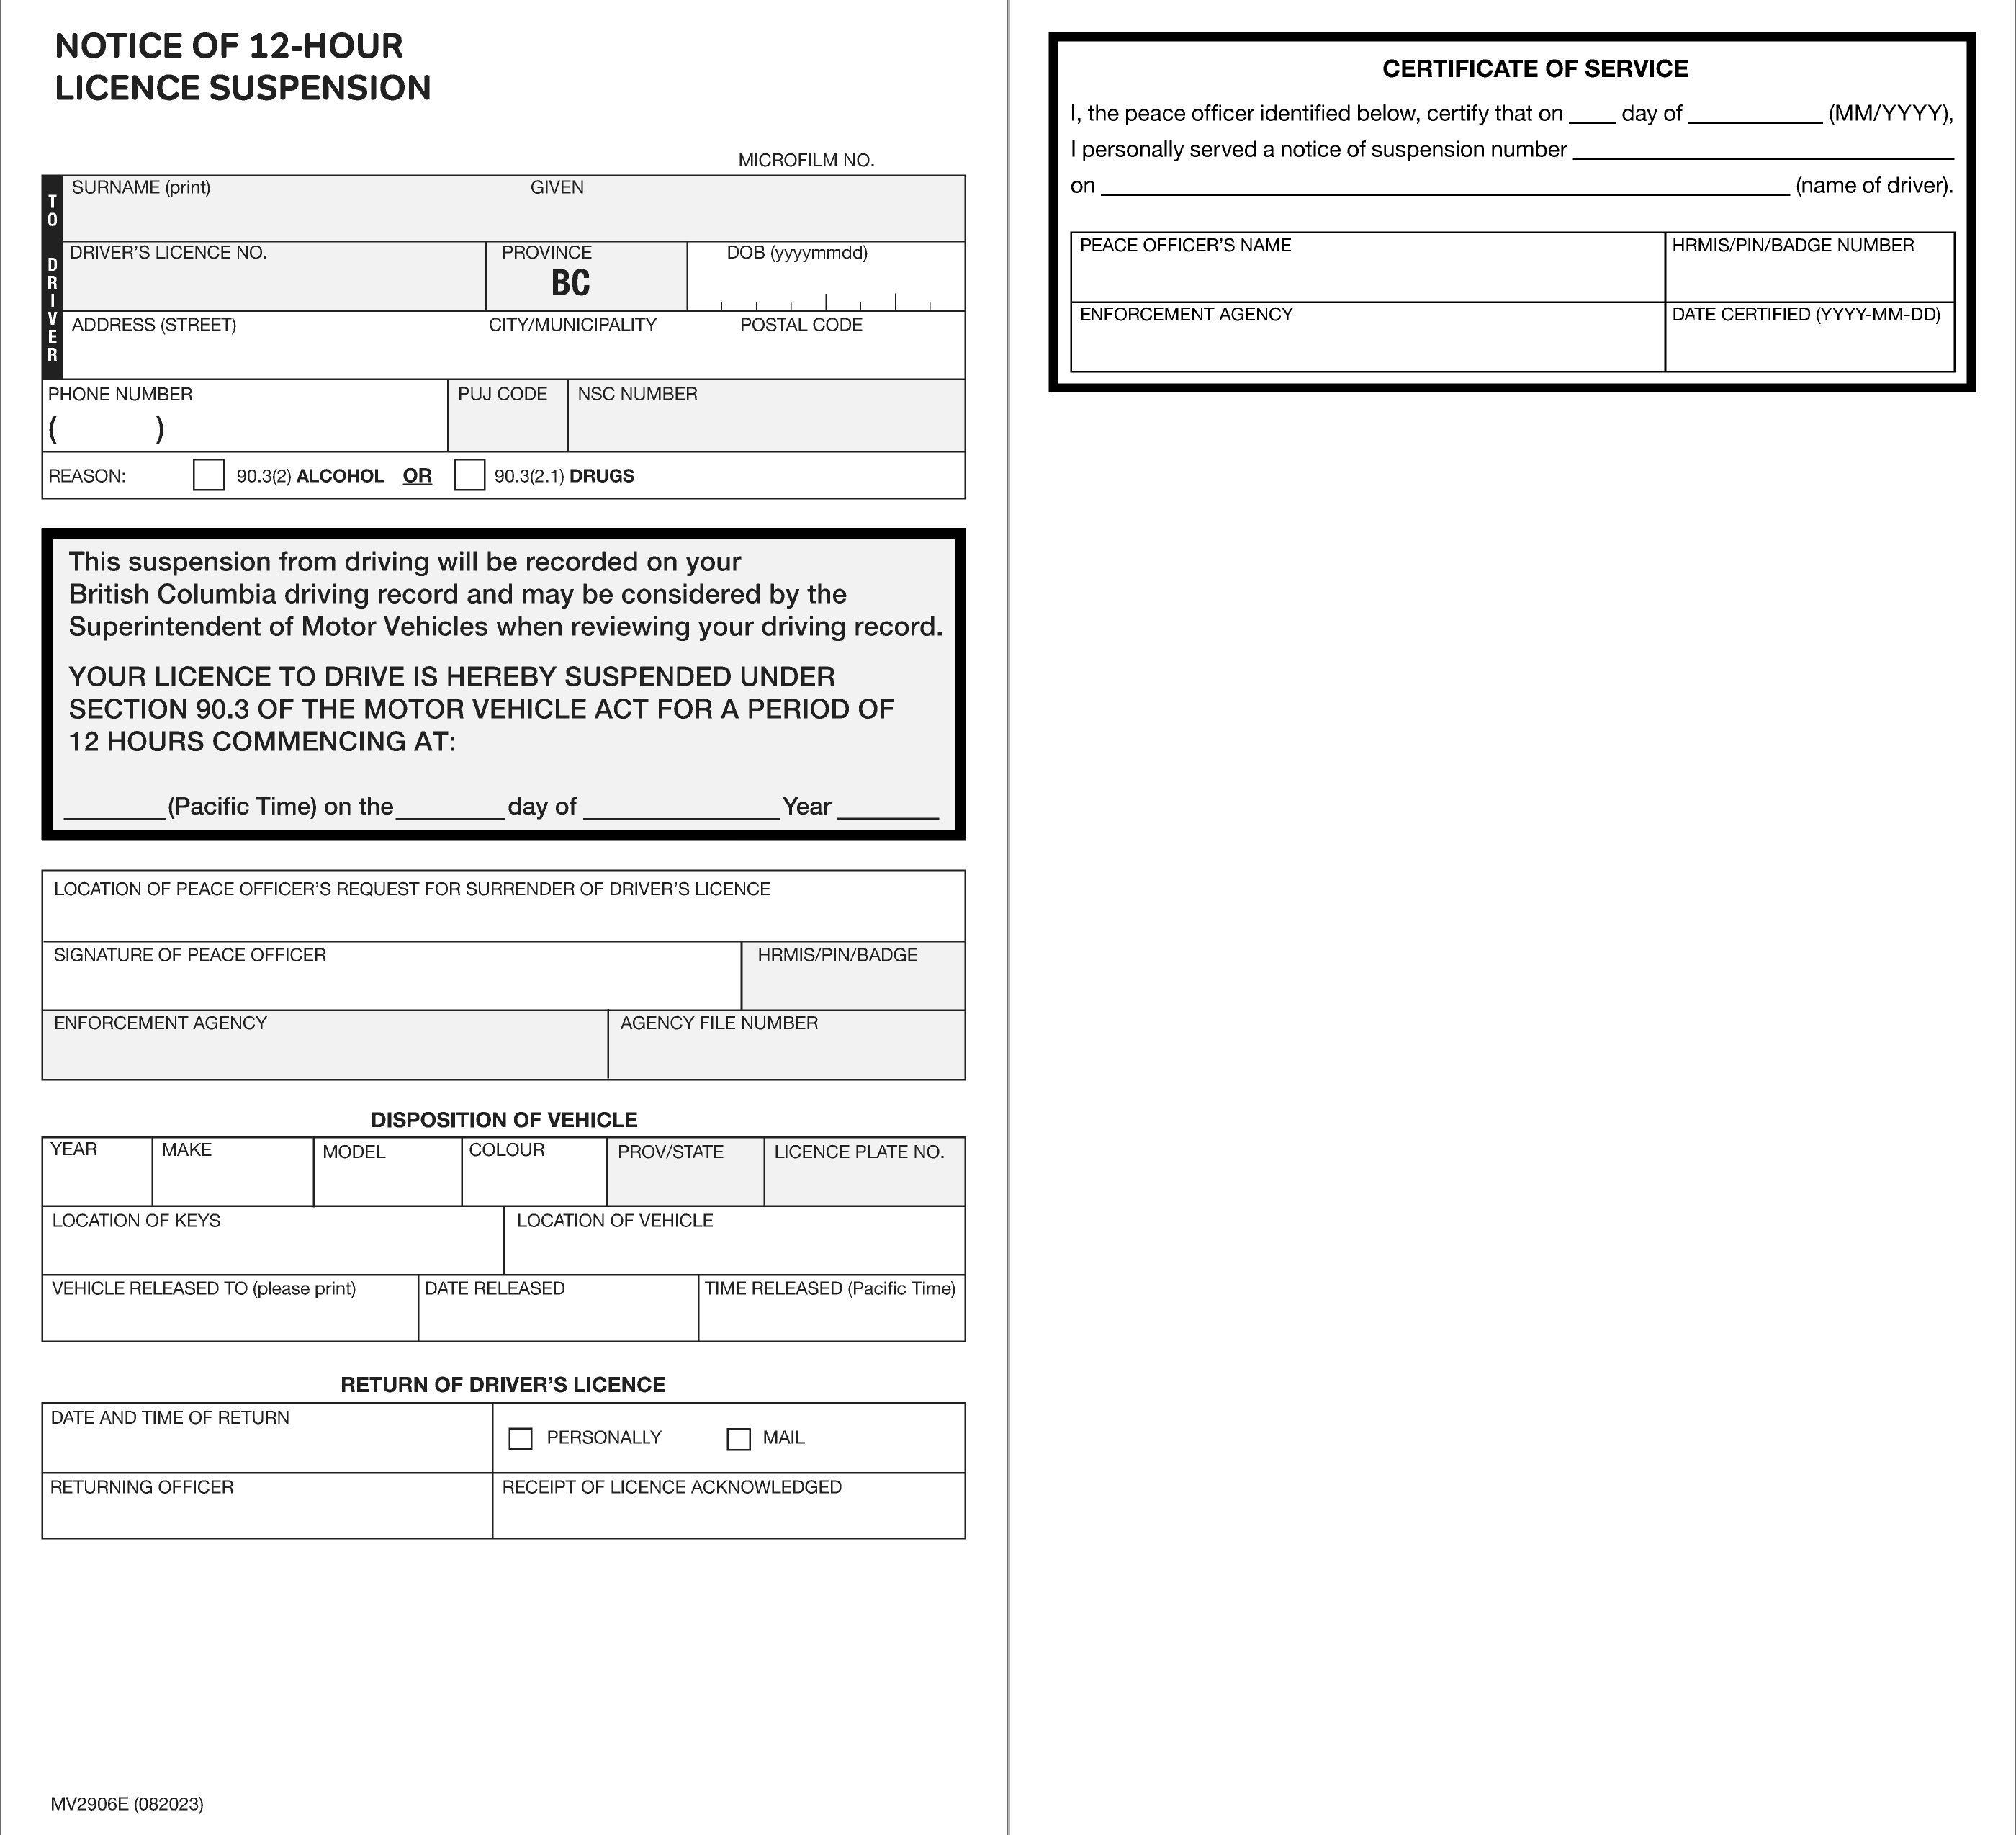 NOTICE OF 12-HOUR
LICENCE SUSPENSION
MICROFILM NO.
TO DRIVER
SURNAME (print) GIVEN
DRIVER'S LICENCE NO. PROVINCE DOB (yyyymmdd)
BC
ADDRESS (STREET) CITY/MUNICIPALITY POSTAL CODE
PHONE NUMBER PUJ CODE NSC NUMBER
( )
REASON: 90.3(2) ALCOHOL OR 90.3(2.1) DRUGS
This suspension from driving will be recorded on your
British Columbia driving record and may be considered by the
Superintendent of Motor Vehicles when reviewing your driving record.
YOUR LICENCE TO DRIVE IS HEREBY SUSPENDED UNDER
SECTION 90.3 OF THE MOTOR VEHICLE ACT FOR A PERIOD OF
12 HOURS COMMENCING AT:
________(Pacific Time) on the________day of ______________Year ________
LOCATION OF PEACE OFFICER'S REQUEST FOR SURRENDER OF DRIVER'S LICENCE
SIGNATURE OF PEACE OFFICER HRMIS/PIN/BADGE
ENFORCEMENT AGENCY AGENCY FILE NUMBER
DISPOSITION OF VEHICLE
YEAR MAKE MODEL COLOUR PROV/STATE LICENCE PLATE NO.
LOCATION OF KEYS LOCATION OF VEHICLE
VEHICLE RELEASED TO (please print) DATE RELEASED TIME RELEASED (Pacific Time)
RETURN OF DRIVER'S LICENCE
DATE AND TIME OF RETURN PERSONALLY MAIL
RETURNING OFFICER RECEIPT OF LICENCE ACKNOWLEDGED
MV2906E (082023)
CERTIFICATE OF SERVICE
I, the peace officer identified below, certify that on ____ day of ___________ (MM/YYYY),
I personally served a notice of suspension number ______________________________
on ______________________________________________________ (name of driver).
PEACE OFFICER'S NAME HRMIS/PIN/BADGE NUMBER
ENFORCEMENT AGENCY DATE CERTIFIED (YYYY-MM-DD)